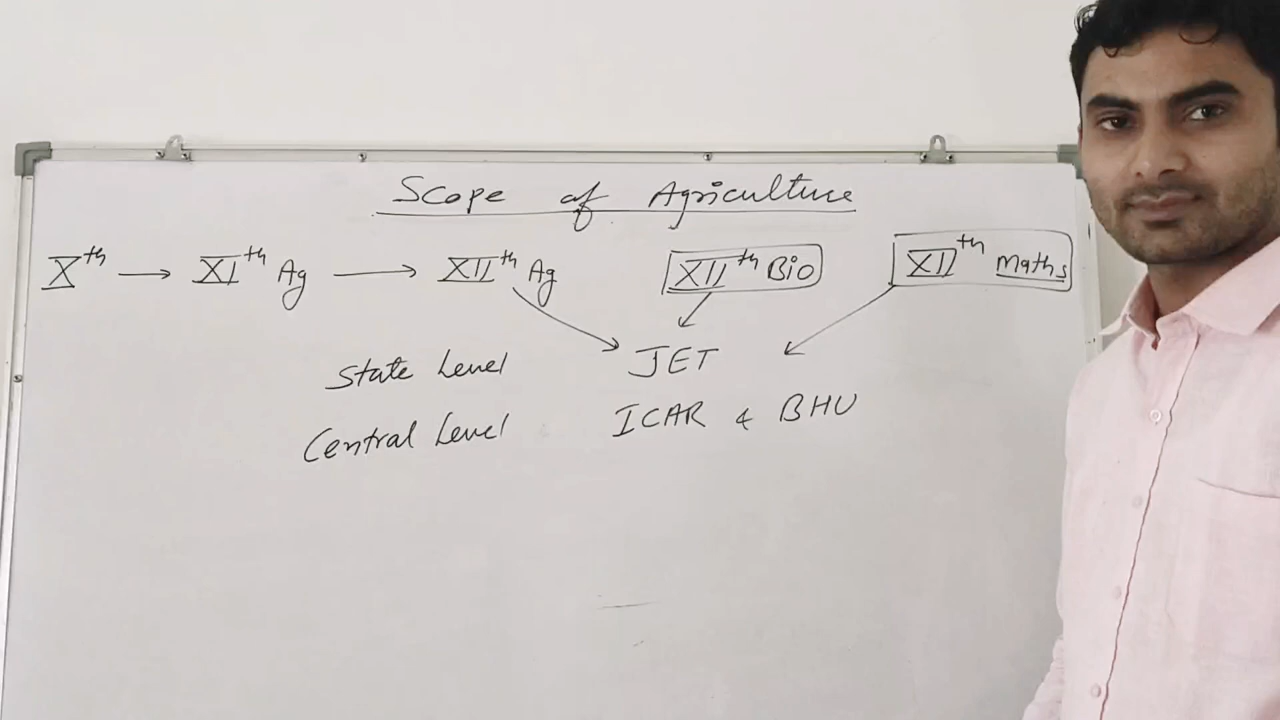 Scope of Agriculture
Xth → XIth Ag → XIIth Ag XIIth Bio XIIth Maths
State Level JET
Central Level ICAR & BHU